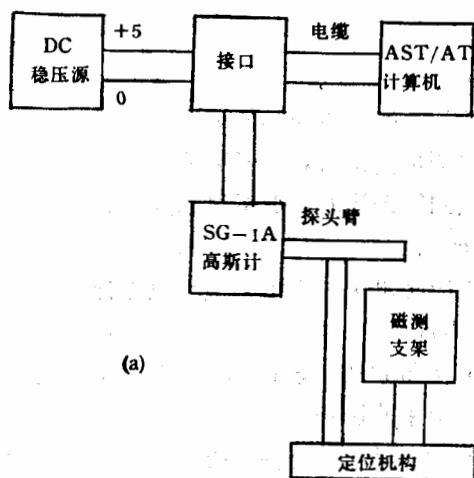 DC
稳压源
+5
0
接口
电缆
AST/AT
计算机
SG-1A
高斯计
探头臂
磁测
支架
(a)
定位机构